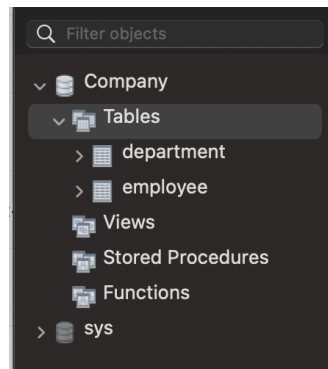 Filter objects
Company
Tables
department
employee
Views
Stored Procedures
Functions
sys